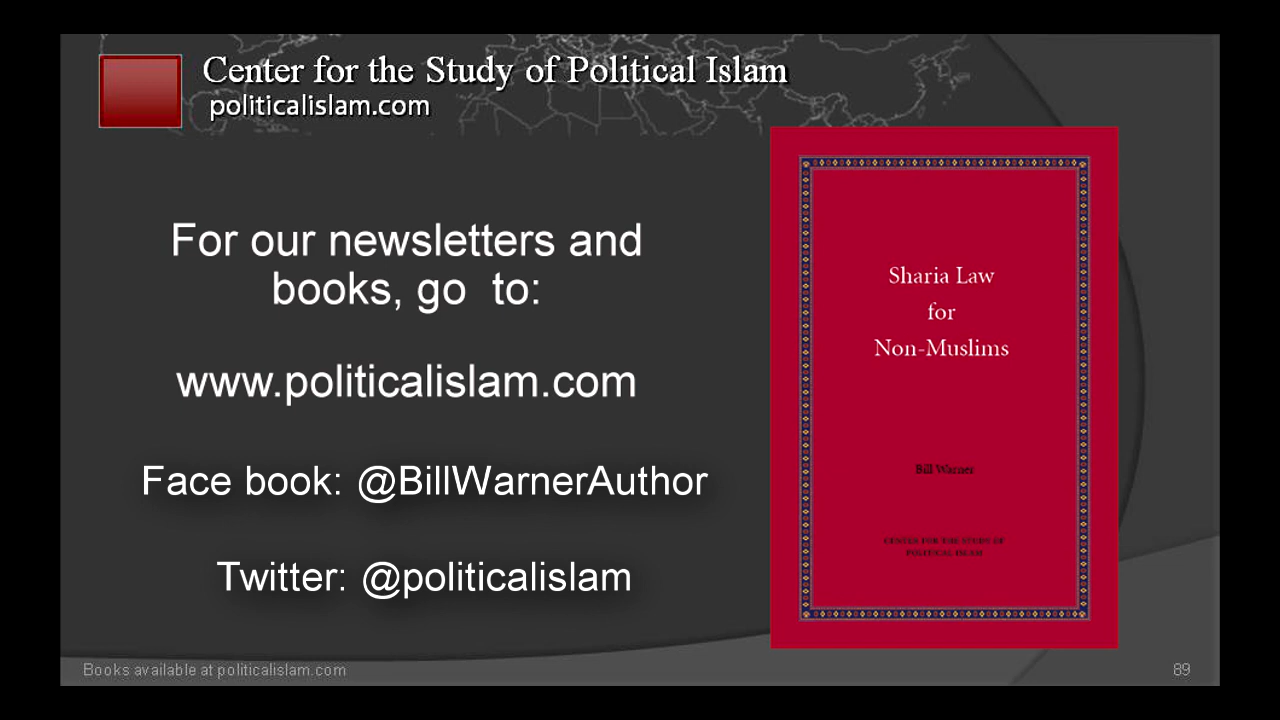 Center for the Study of Political Islam
politicalislam.com
For our newsletters and
books, go  to:
www.politicalislam.com
Face book: @BillWarnerAuthor
Twitter: @politicalislam
Sharia Law
for
Non-Muslims
Bill Warner
CENTER FOR THE STUDY OF
POLITICAL ISLAM
Books available at politicalislam.com
89